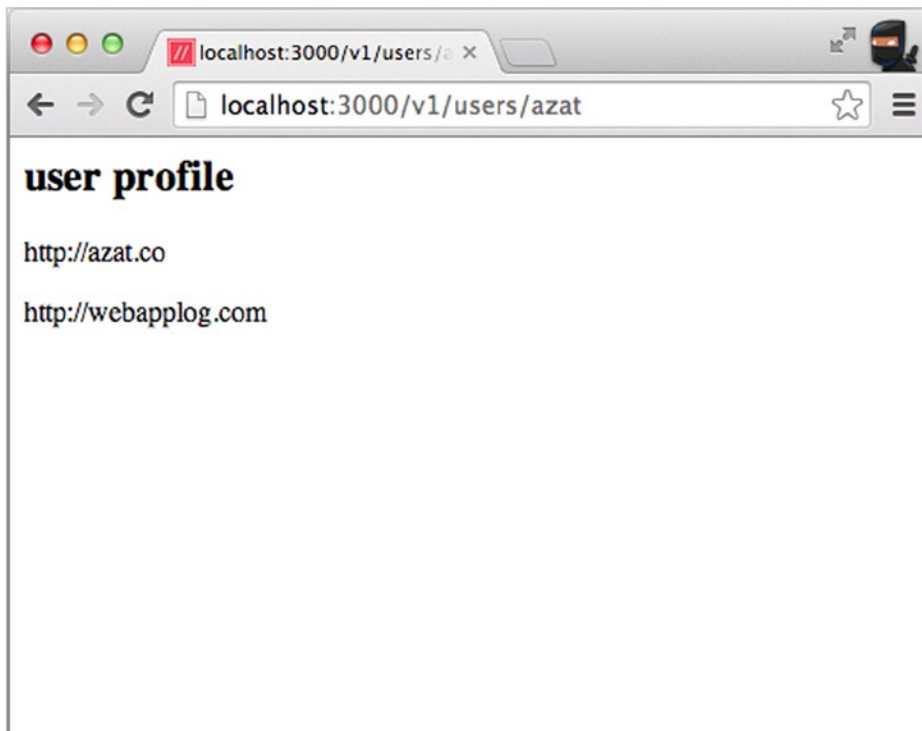 localhost:3000/v1/users/a
localhost:3000/v1/users/azat
user profile
http://azat.co
http://webapplog.com